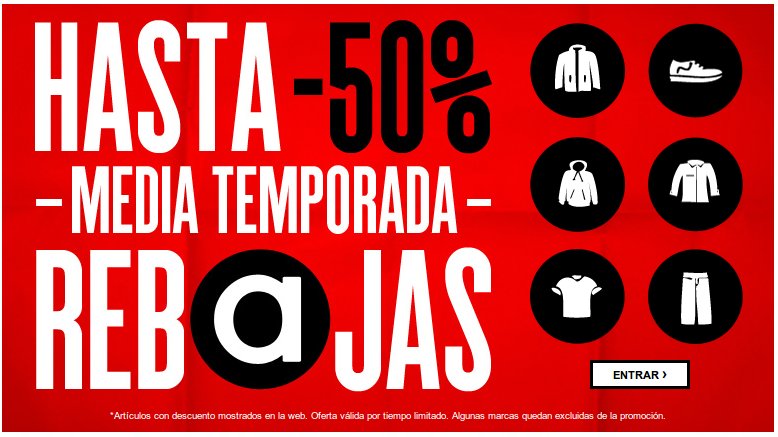 HASTA -50%
– MEDIA TEMPORADA –
REBaJAS
ENTRAR ›
*Artículos con descuento mostrados en la web. Oferta válida por tiempo limitado. Algunas marcas quedan excluidas de la promoción.